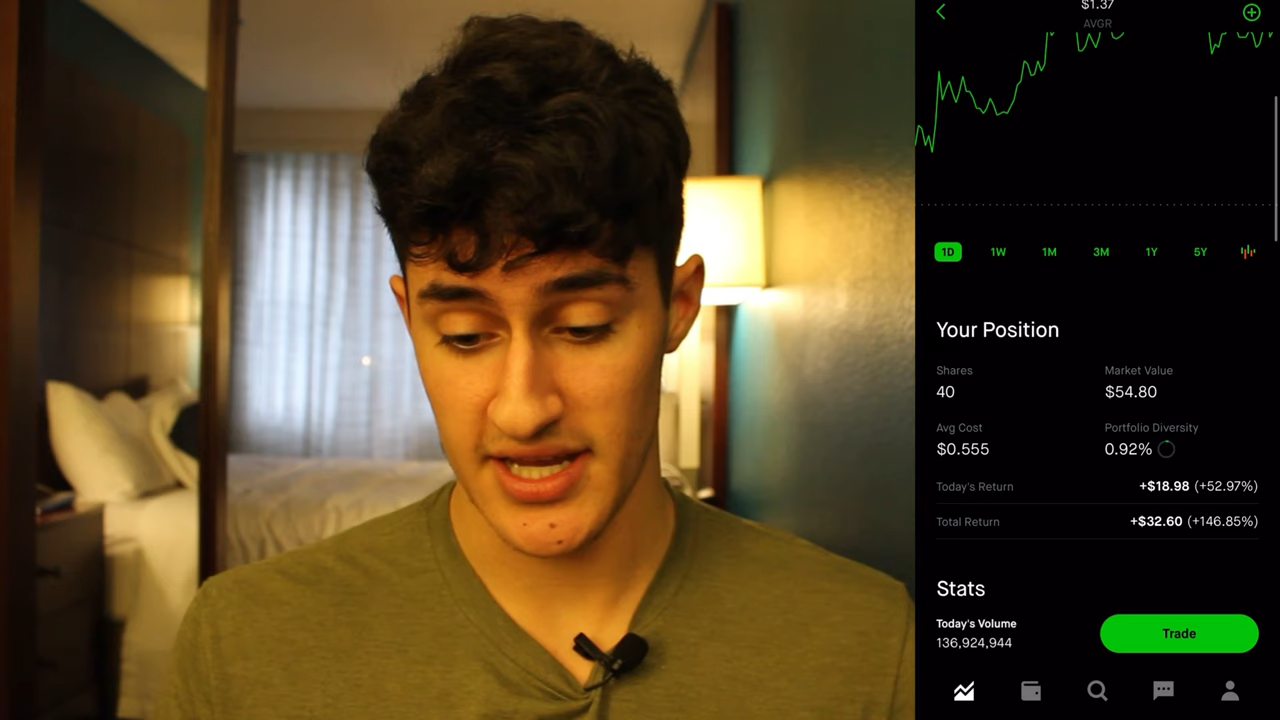 $1.37
AVGR
1D 1W 1M 3M 1Y 5Y
Your Position
Shares Market Value
40 $54.80
Avg Cost Portfolio Diversity
$0.555 0.92%
Today's Return +$18.98 (+52.97%)
Total Return +$32.60 (+146.85%)
Stats
Today's Volume
136,924,944
Trade